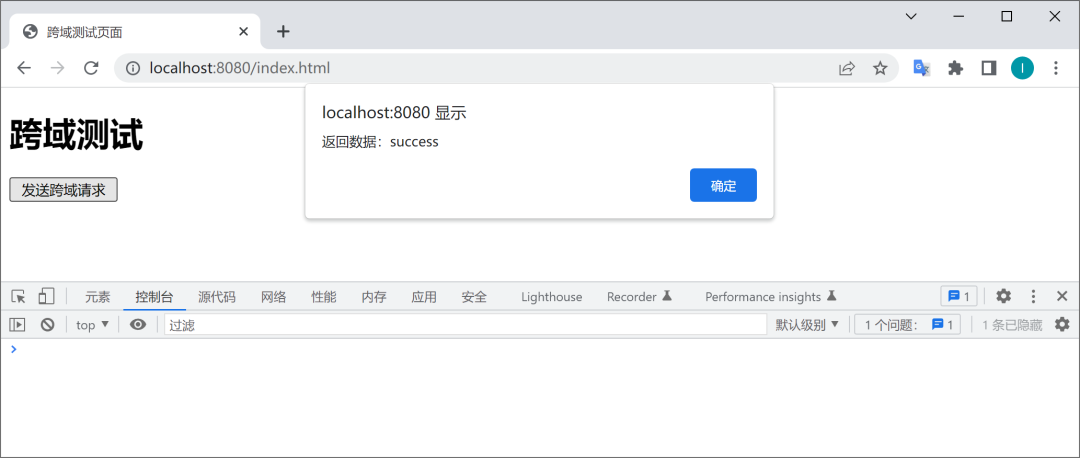 跨域测试页面
localhost:8080/index.html
I
localhost:8080 显示
返回数据：success
确定
跨域测试
发送跨域请求
元素 控制台 源代码 网络 性能 内存 应用 安全 Lighthouse Recorder Performance insights 1
top 过滤 默认级别 1 个问题： 1 1 条已隐藏